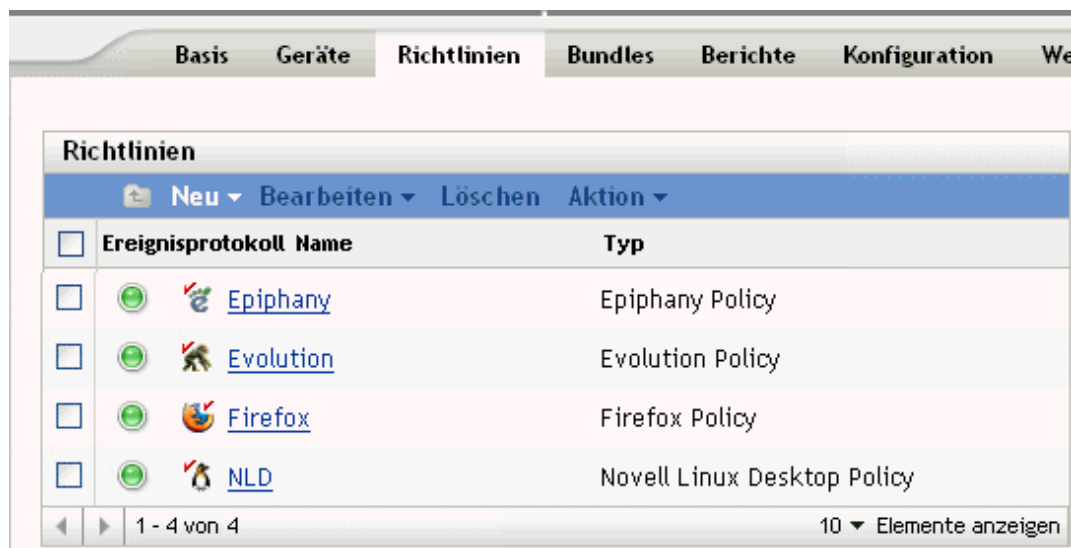 Basis Geräte Richtlinien Bundles Berichte Konfiguration We
Richtlinien
Neu Bearbeiten Löschen Aktion
Ereignisprotokoll Name Typ
Epiphany Epiphany Policy
Evolution Evolution Policy
Firefox Firefox Policy
NLD Novell Linux Desktop Policy
1 - 4 von 4 10 Elemente anzeigen